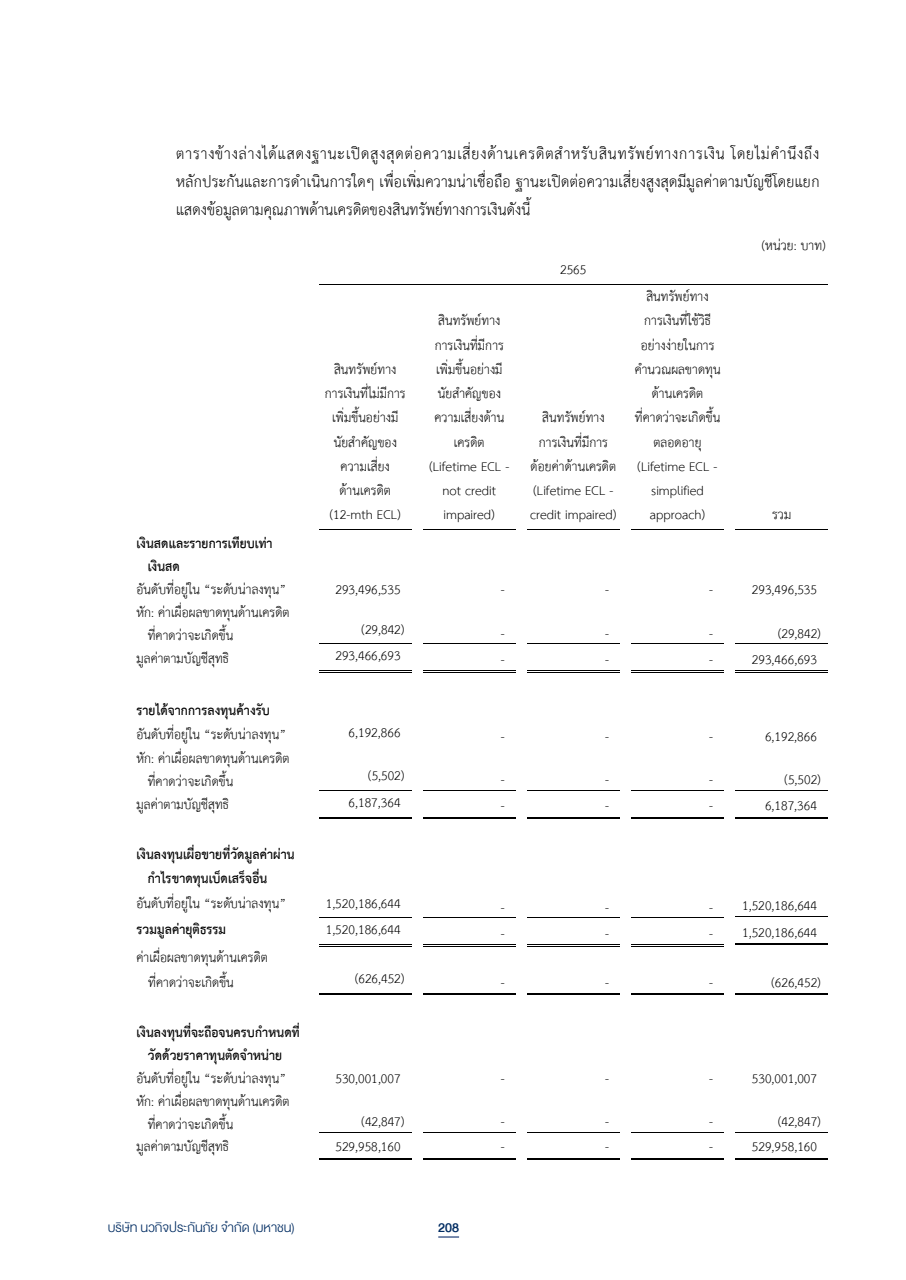 ตารางข้างล่างได้แสดงฐานะเปิดสูงสุดต่อความเสี่ยงด้านเครดิตสำหรับสินทรัพย์ทางการเงิน โดยไม่คำนึงถึง
หลักประกันและการดำเนินการใดๆ เพื่อเพิ่มความน่าเชื่อถือ ฐานะเปิดต่อความเสี่ยงสูงสุดมีมูลค่าตามบัญชีโดยแยก
แสดงข้อมูลตามคุณภาพด้านเครดิตของสินทรัพย์ทางการเงินดังนี้
(หน่วย: บาท)
2565
สินทรัพย์ทาง
สินทรัพย์ทาง การเงินที่ใช้วิธี
การเงินที่มีการ อย่างง่ายในการ
สินทรัพย์ทาง เพิ่มขึ้นอย่างมี คำนวณผลขาดทุน
การเงินที่ไม่มีการ นัยสำคัญของ ด้านเครดิต
เพิ่มขึ้นอย่างมี ความเสี่ยงด้าน สินทรัพย์ทาง ที่คาดว่าจะเกิดขึ้น
นัยสำคัญของ เครดิต การเงินที่มีการ ตลอดอายุ
ความเสี่ยง (Lifetime ECL - ด้อยค่าด้านเครดิต (Lifetime ECL -
ด้านเครดิต not credit (Lifetime ECL - simplified
(12-mth ECL) impaired) credit impaired) approach) รวม
เงินสดและรายการเทียบเท่า
เงินสด
อันดับที่อยู่ใน “ระดับน่าลงทุน” 293,496,535 - - - 293,496,535
หัก: ค่าเผื่อผลขาดทุนด้านเครดิต
ที่คาดว่าจะเกิดขึ้น (29,842) - - - (29,842)
มูลค่าตามบัญชีสุทธิ 293,466,693 - - - 293,466,693
รายได้จากการลงทุนค้างรับ
อันดับที่อยู่ใน “ระดับน่าลงทุน” 6,192,866 - - - 6,192,866
หัก: ค่าเผื่อผลขาดทุนด้านเครดิต
ที่คาดว่าจะเกิดขึ้น (5,502) - - - (5,502)
มูลค่าตามบัญชีสุทธิ 6,187,364 - - - 6,187,364
เงินลงทุนเผื่อขายที่วัดมูลค่าผ่าน
กำไรขาดทุนเบ็ดเสร็จอื่น
อันดับที่อยู่ใน “ระดับน่าลงทุน” 1,520,186,644 - - - 1,520,186,644
รวมมูลค่ายุติธรรม 1,520,186,644 - - - 1,520,186,644
ค่าเผื่อผลขาดทุนด้านเครดิต
ที่คาดว่าจะเกิดขึ้น (626,452) - - - (626,452)
เงินลงทุนที่จะถือจนครบกำหนดที่
วัดด้วยราคาทุนตัดจำหน่าย
อันดับที่อยู่ใน “ระดับน่าลงทุน” 530,001,007 - - - 530,001,007
หัก: ค่าเผื่อผลขาดทุนด้านเครดิต
ที่คาดว่าจะเกิดขึ้น (42,847) - - - (42,847)
มูลค่าตามบัญชีสุทธิ 529,958,160 - - - 529,958,160
บริษัท นวกิจประกันภัย จำกัด (มหาชน) 208